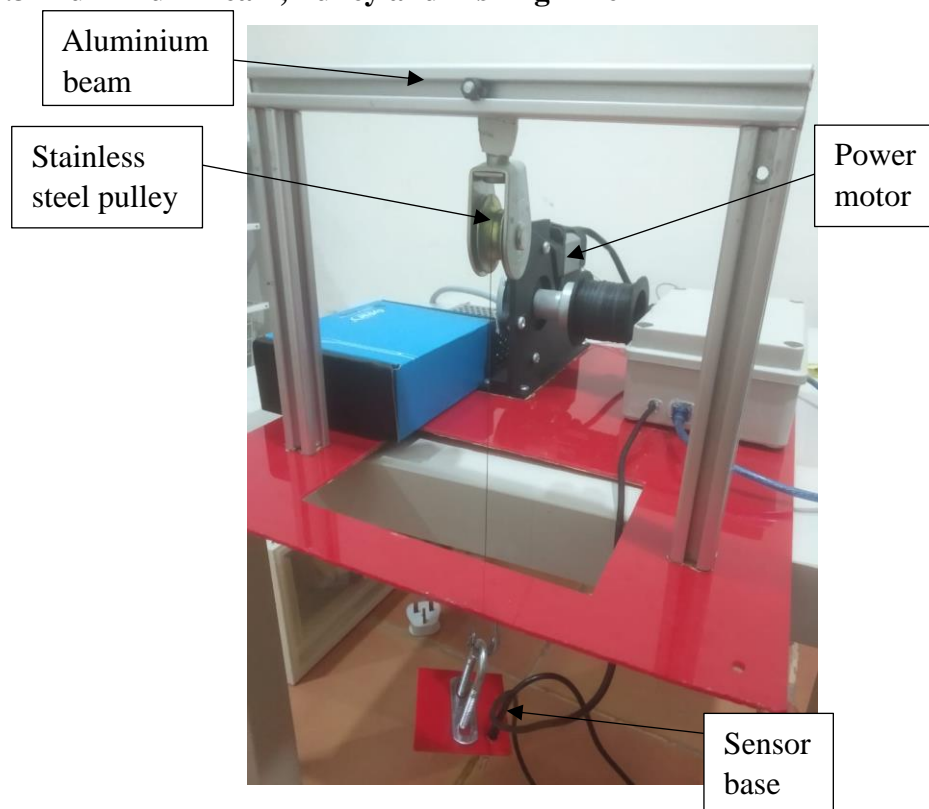 Aluminium
beam
Stainless
steel pulley
Power
motor
Sensor
base